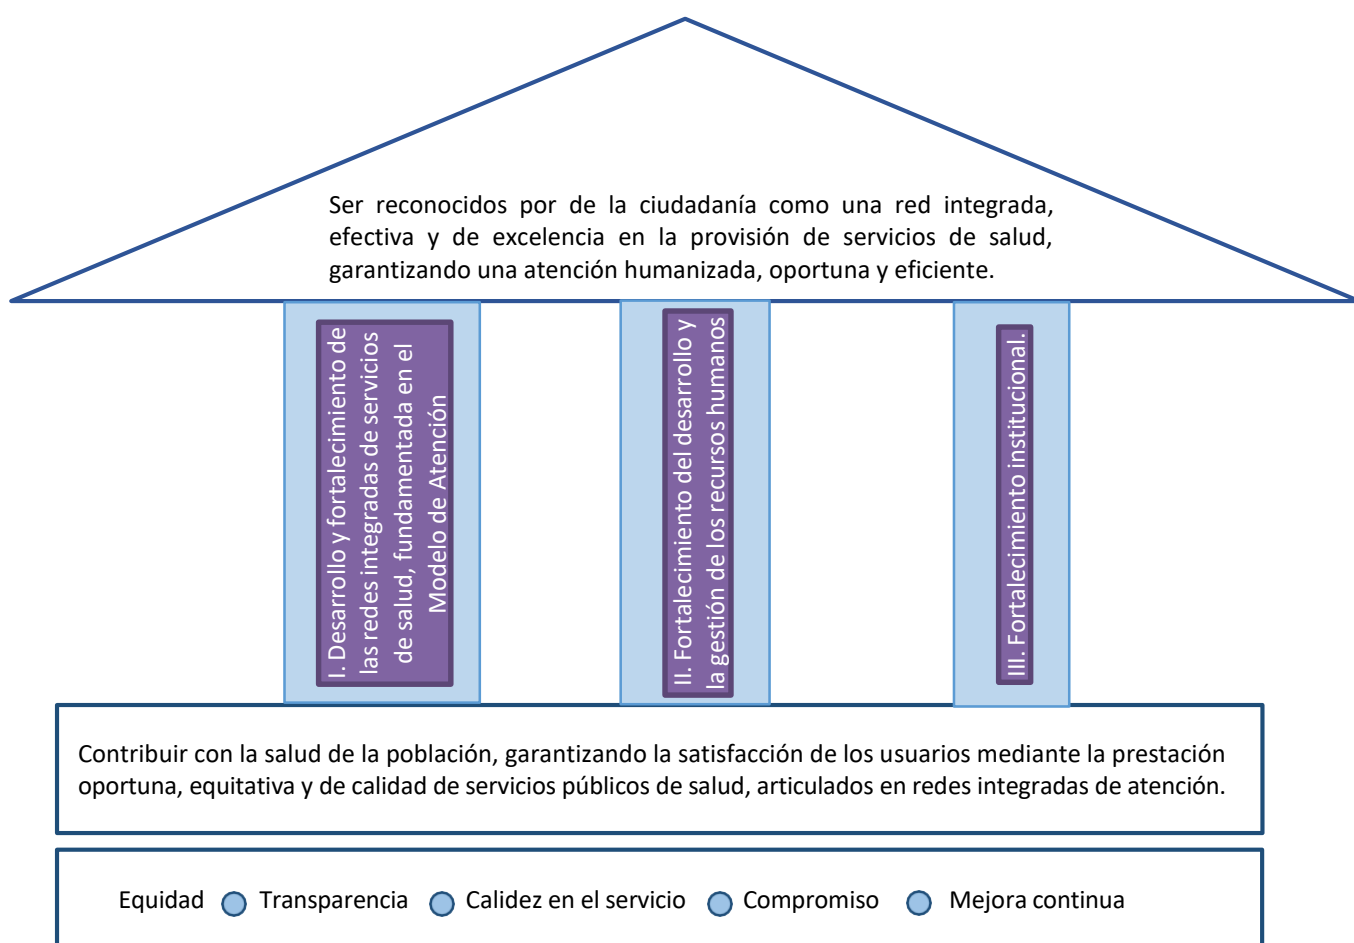 Ser reconocidos por de la ciudadanía como una red integrada,
efectiva y de excelencia en la provisión de servicios de salud,
garantizando una atención humanizada, oportuna y eficiente.
I. Desarrollo y fortalecimiento de
las redes integradas de servicios
de salud, fundamentada en el
Modelo de Atención
II. Fortalecimiento del desarrollo y
la gestión de los recursos humanos
III. Fortalecimiento institucional.
Contribuir con la salud de la población, garantizando la satisfacción de los usuarios mediante la prestación
oportuna, equitativa y de calidad de servicios públicos de salud, articulados en redes integradas de atención.
Equidad Transparencia Calidez en el servicio Compromiso Mejora continua